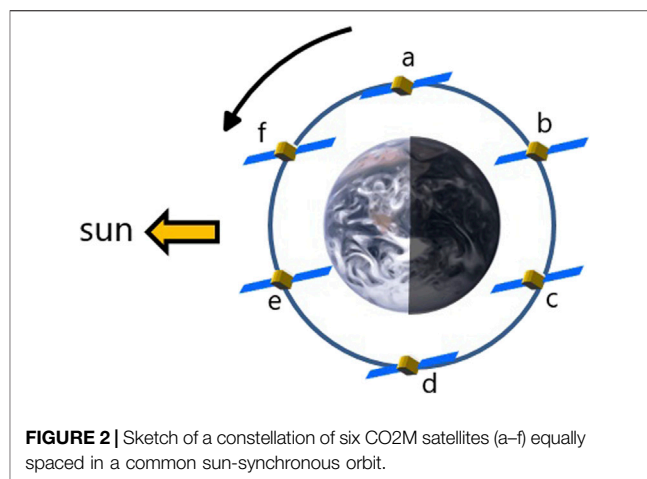 a
b
f
sun
e
c
d
FIGURE 2 | Sketch of a constellation of six CO2M satellites (a–f) equally
spaced in a common sun-synchronous orbit.